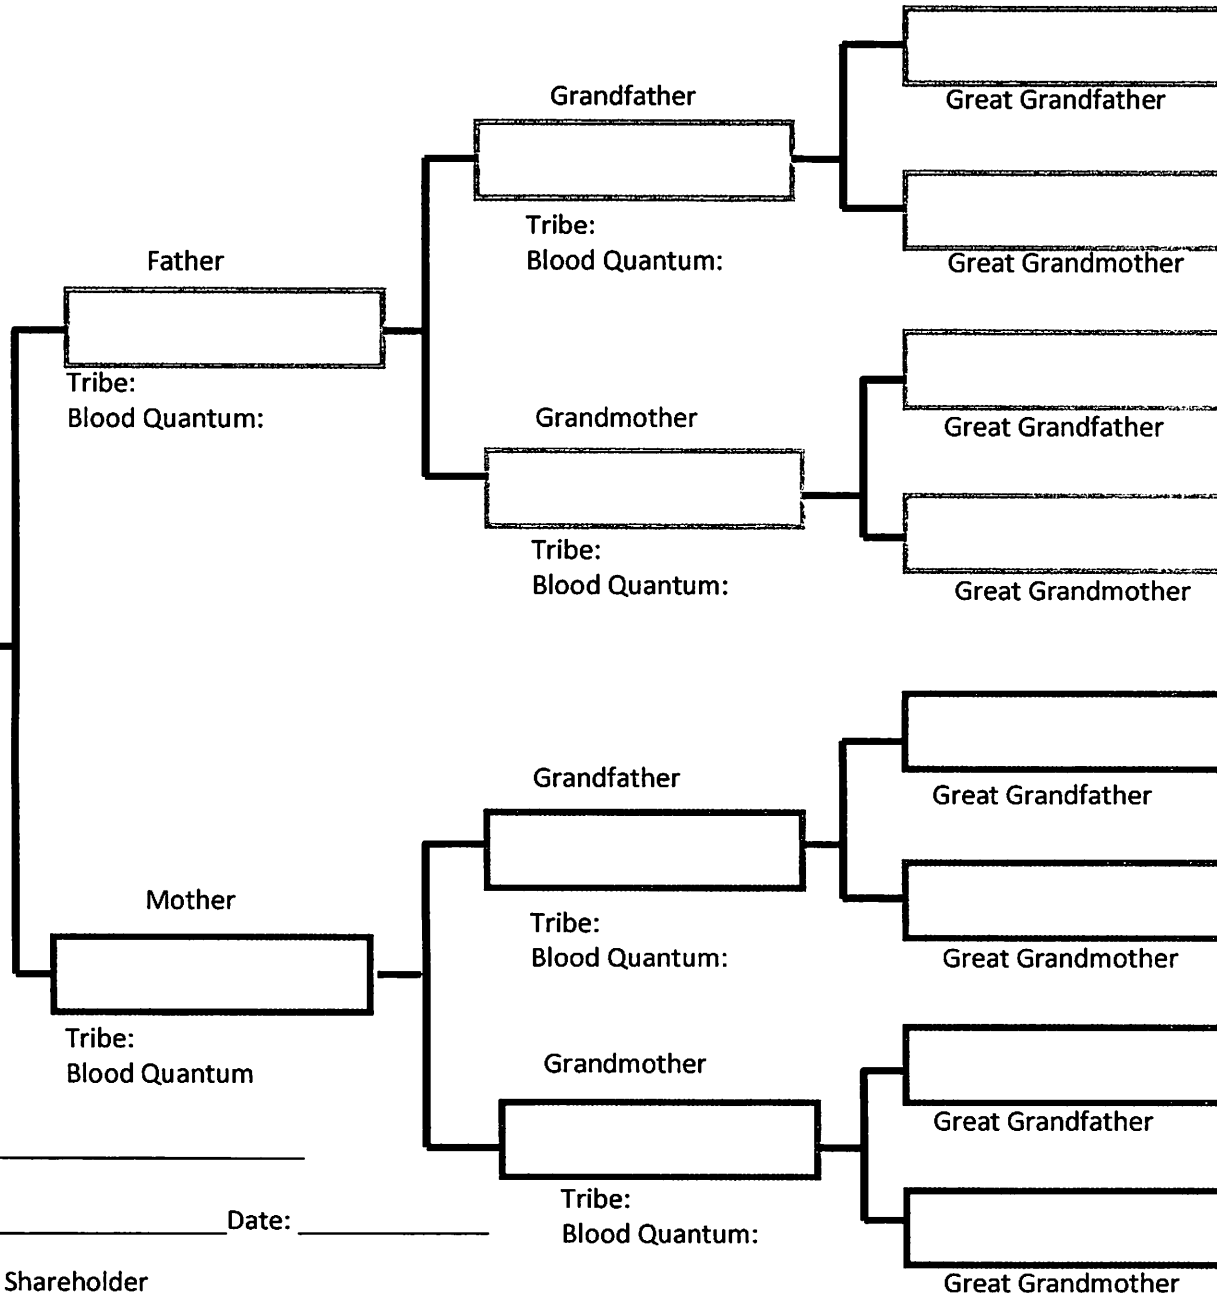 Great Grandfather
Grandfather
Tribe:
Blood Quantum:
Great Grandmother
Father
Tribe:
Blood Quantum:
Grandmother
Great Grandfather
Tribe:
Blood Quantum:
Great Grandmother
Grandfather
Great Grandfather
Mother
Tribe:
Blood Quantum:
Great Grandmother
Tribe:
Blood Quantum
Grandmother
Great Grandfather
Tribe:
Blood Quantum:
Date:
Shareholder
Great Grandmother